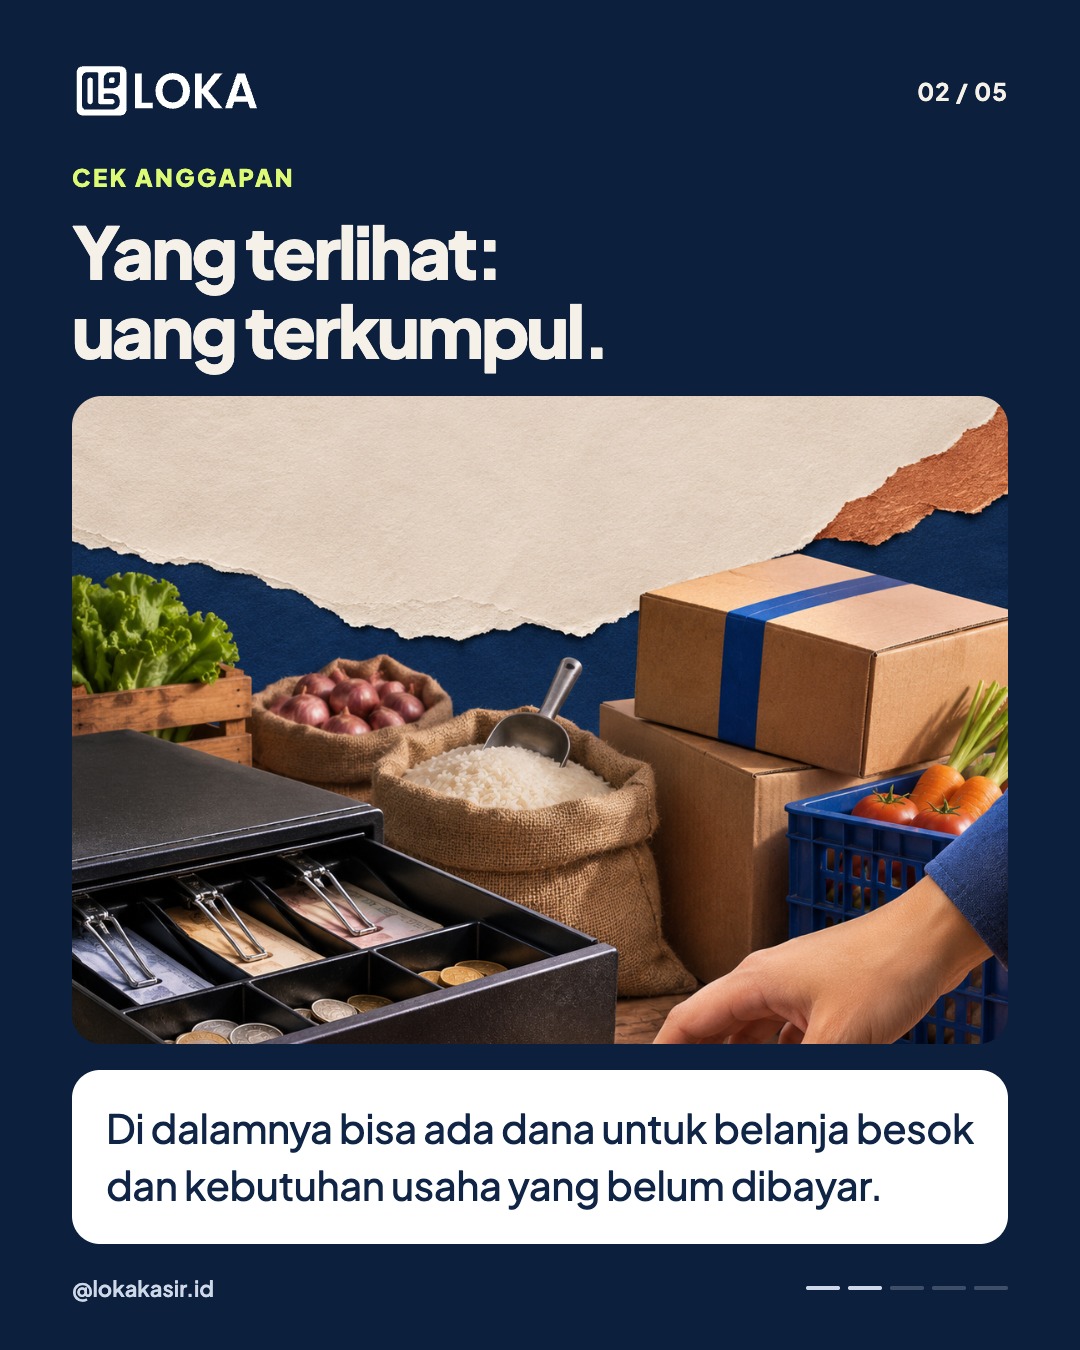 LOKA
02 / 05
CEK ANGGAPAN
Yang terlihat:
uang terkumpul.
Di dalamnya bisa ada dana untuk belanja besok
dan kebutuhan usaha yang belum dibayar.
@lokakasir.id